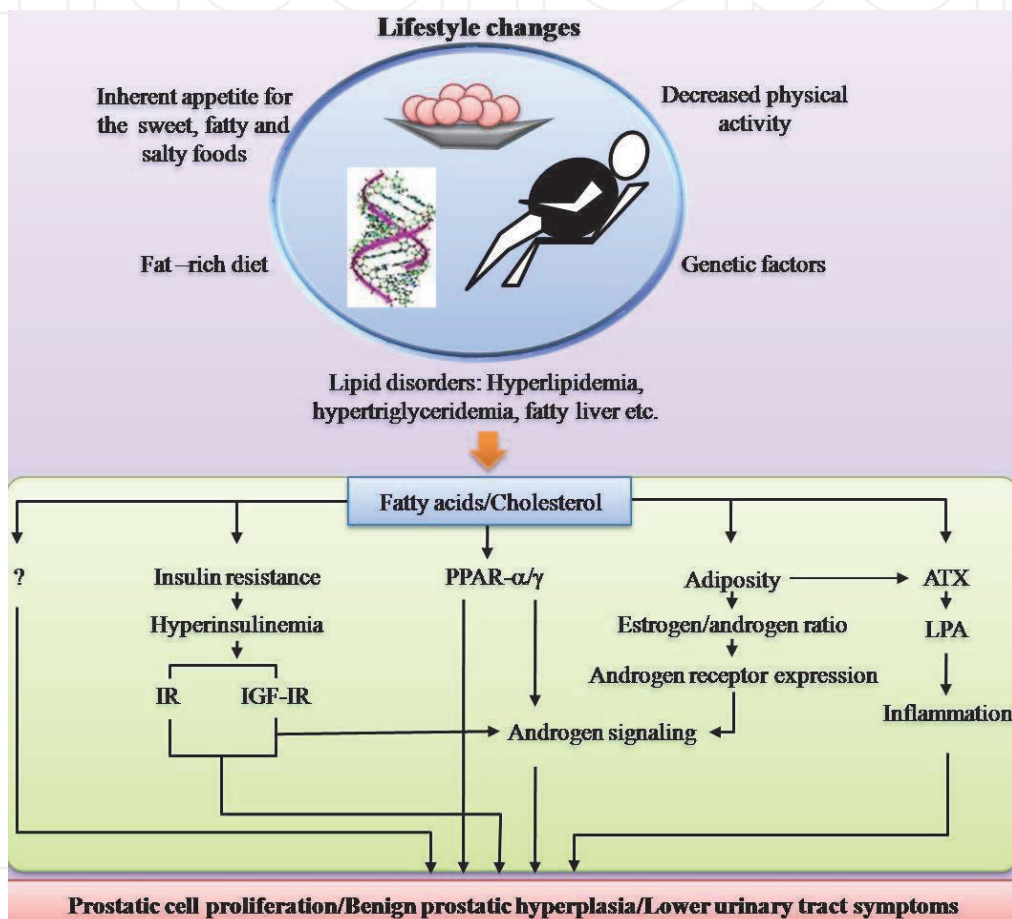 Lifestyle changes
Inherent appetite for
the sweet, fatty and
salty foods
Decreased physical
activity
Fat –rich diet
Genetic factors
Lipid disorders: Hyperlipidemia,
hypertriglyceridemia, fatty liver etc.
Fatty acids/Cholesterol
?
Insulin resistance
PPAR-α/γ
Adiposity
ATX
Hyperinsulinemia
Estrogen/androgen ratio
LPA
IR
IGF-IR
Androgen receptor expression
Androgen signaling
Inflammation
Prostatic cell proliferation/Benign prostatic hyperplasia/Lower urinary tract symptoms